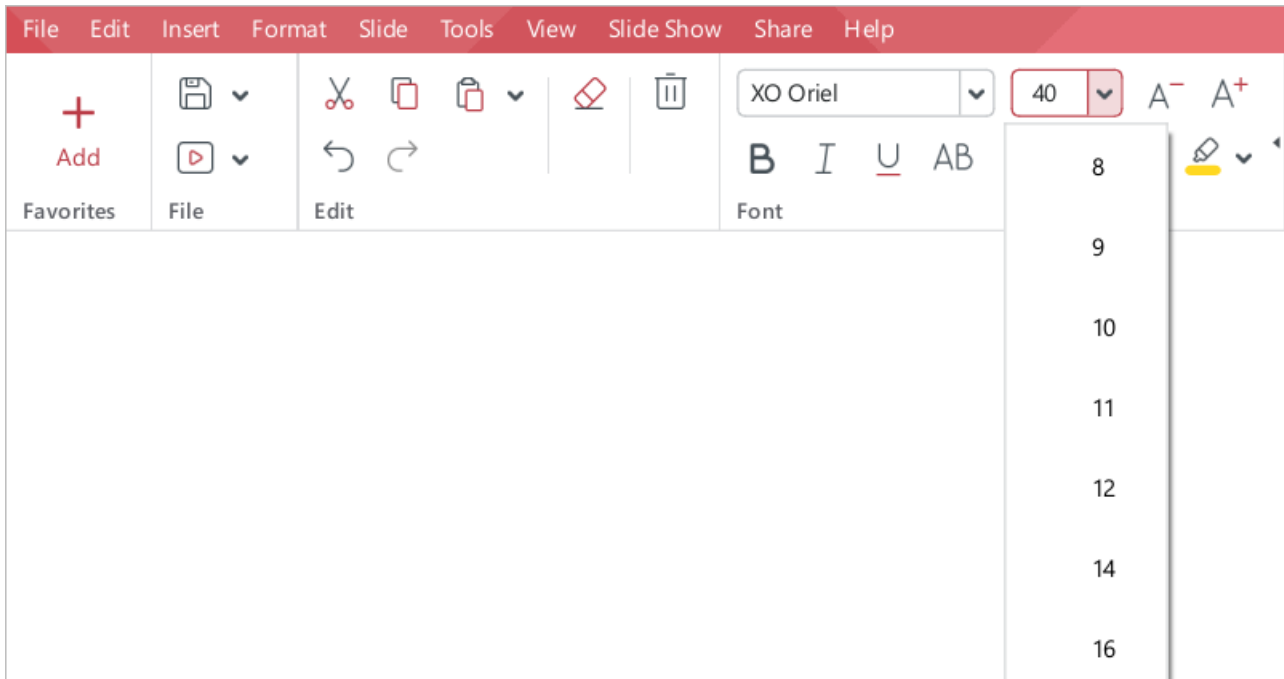 File Edit Insert Format Slide Tools View Slide Show Share Help
XO Oriel 40 A− A+
Add B I U AB
Favorites File Edit Font
8
9
10
11
12
14
16